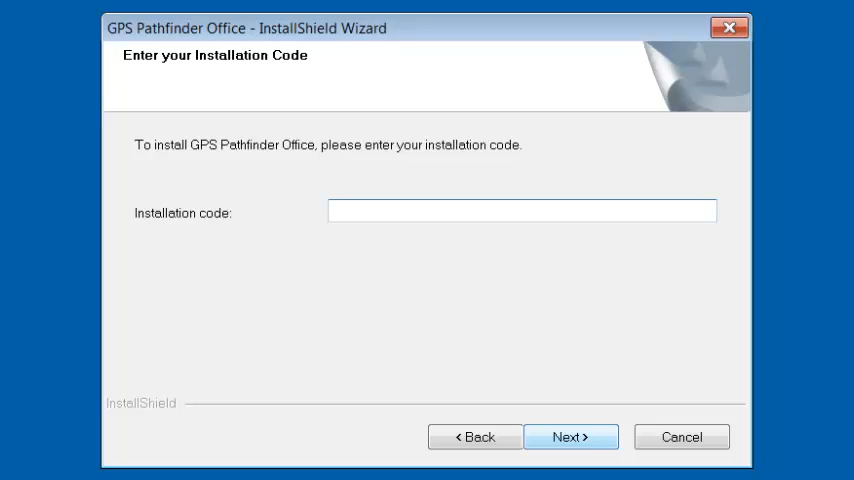 GPS Pathfinder Office - InstallShield Wizard
Enter your Installation Code
To install GPS Pathfinder Office, please enter your installation code.
Installation code:
InstallShield
< Back
Next >
Cancel